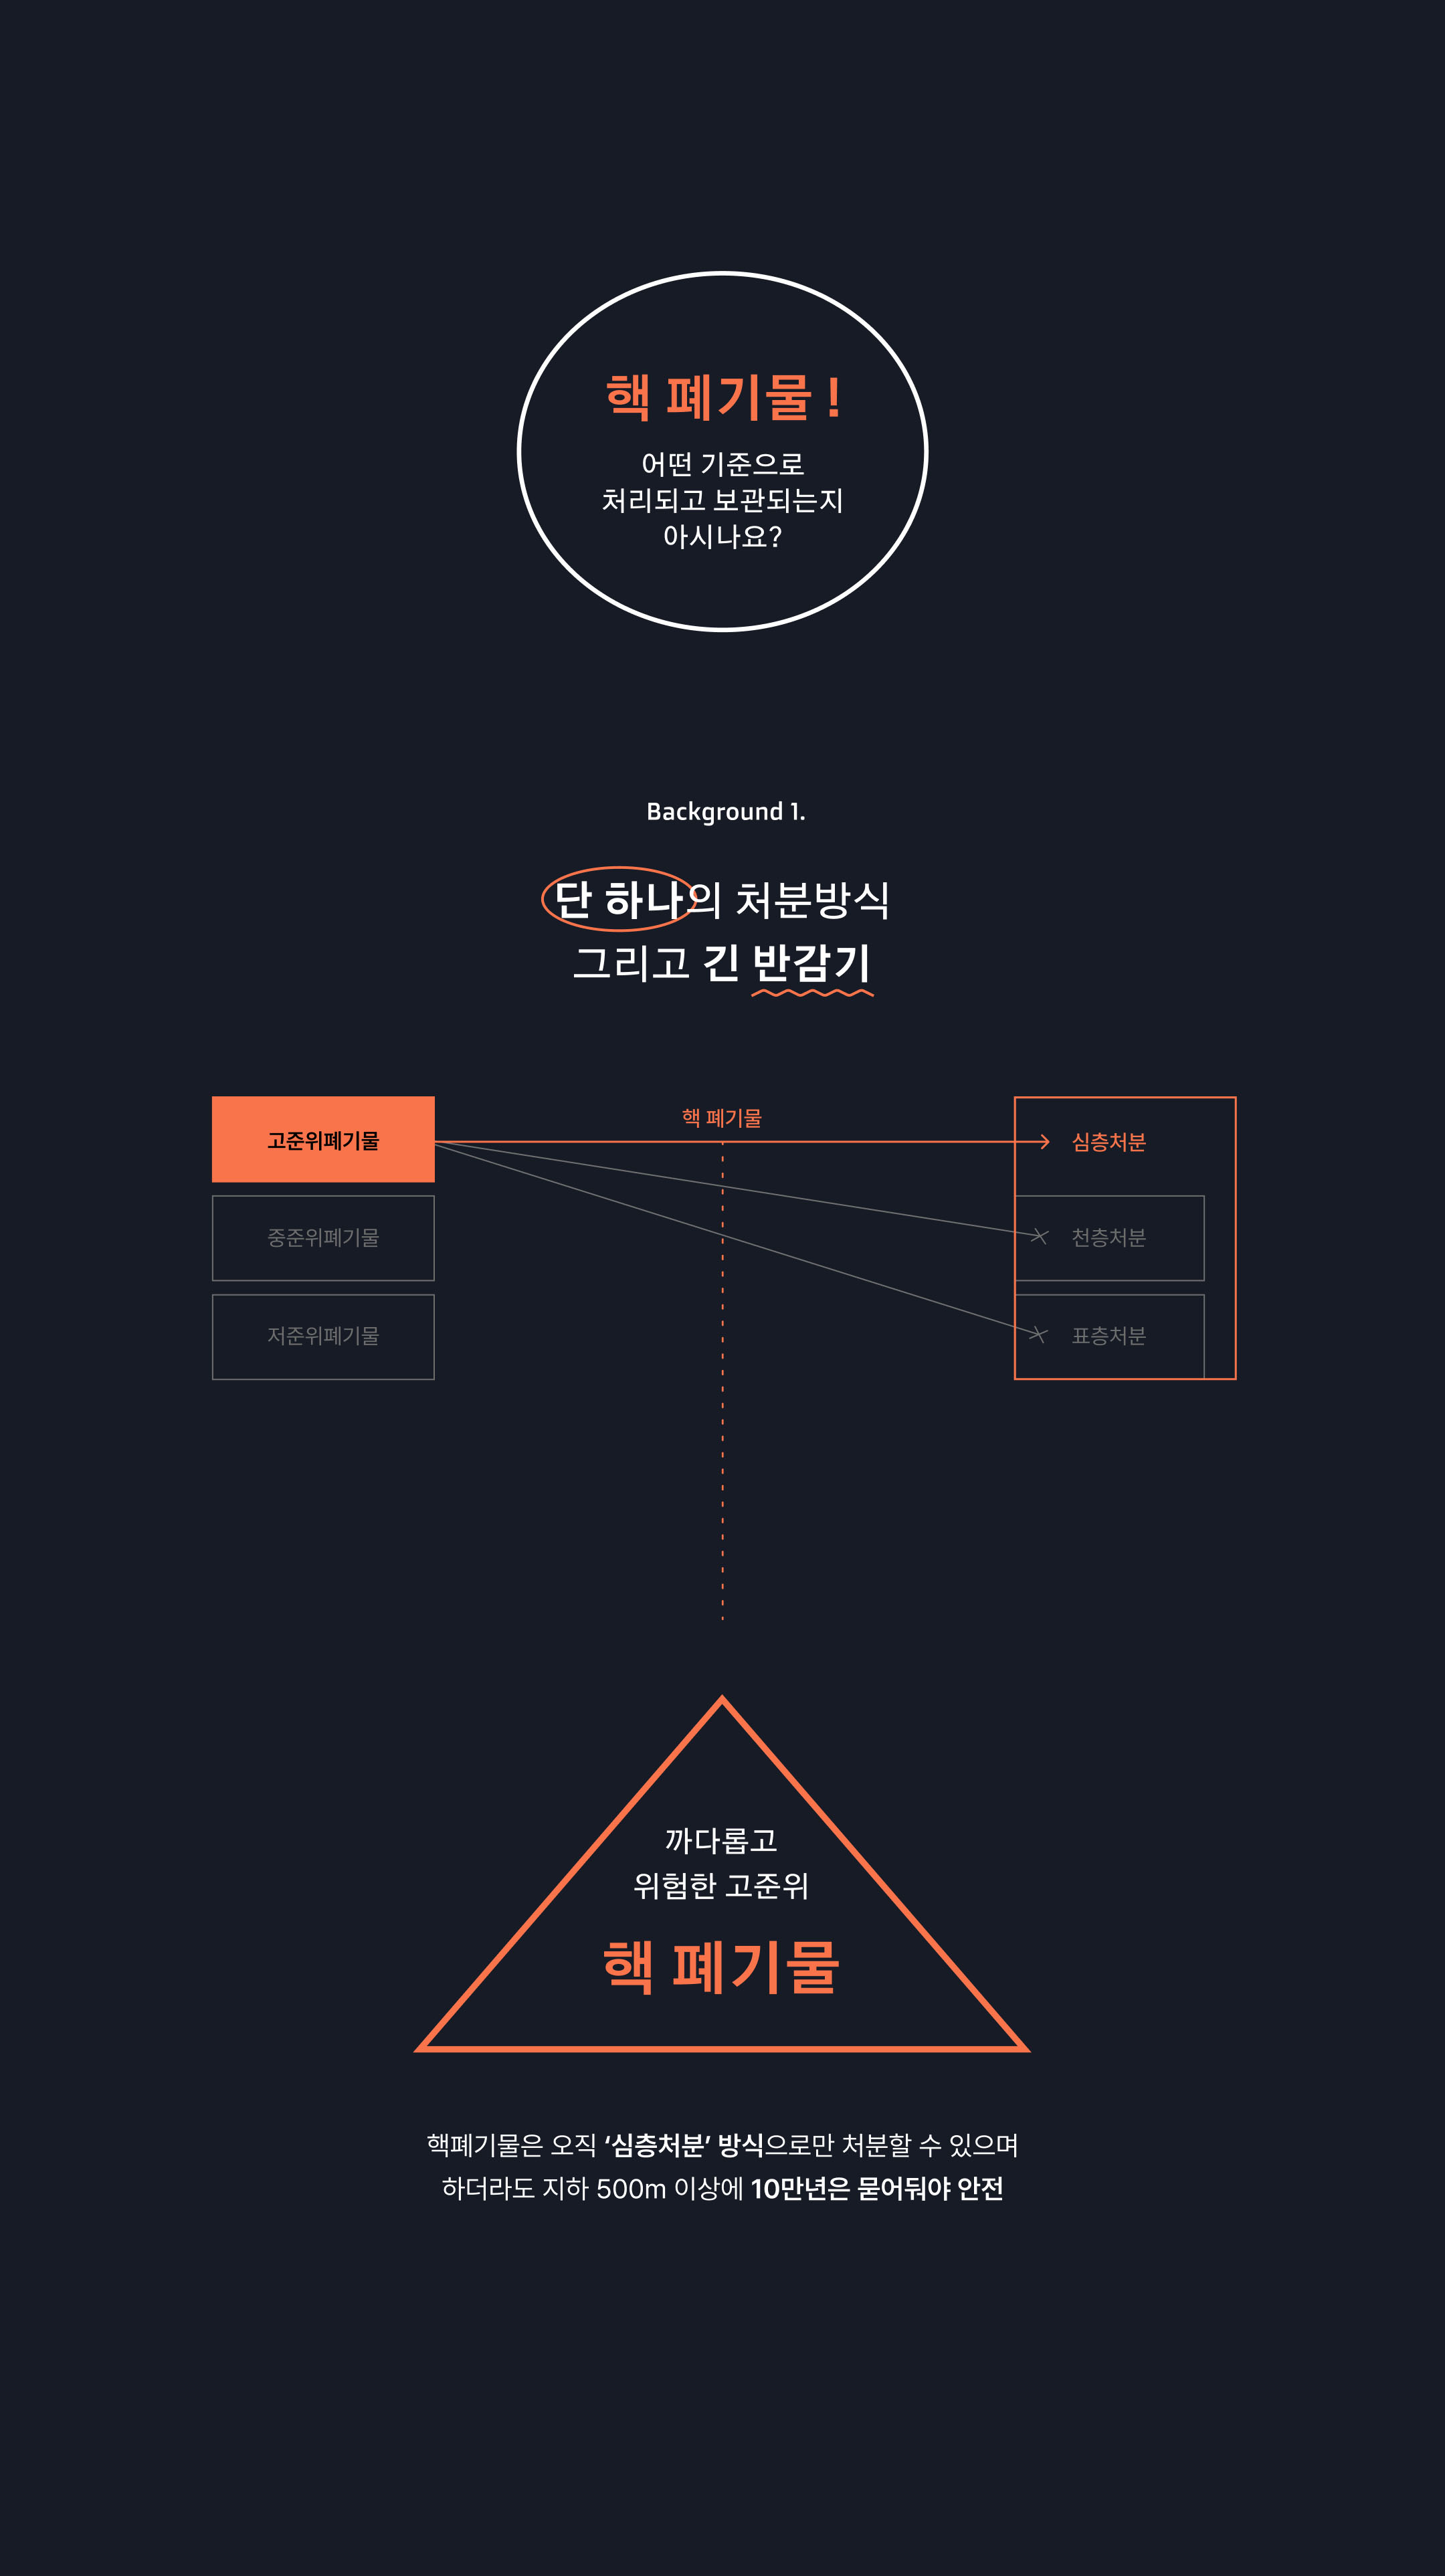 핵 폐기물 !
어떤 기준으로
처리되고 보관되는지
아시나요?
Background 1.
단 하나의 처분방식
그리고 긴 반감기
고준위폐기물
핵 폐기물
심층처분
중준위폐기물
천층처분
저준위폐기물
표층처분
까다롭고
위험한 고준위
핵 폐기물
핵폐기물은 오직 ‘심층처분’ 방식으로만 처분할 수 있으며
하더라도 지하 500m 이상에 10만년은 묻어둬야 안전